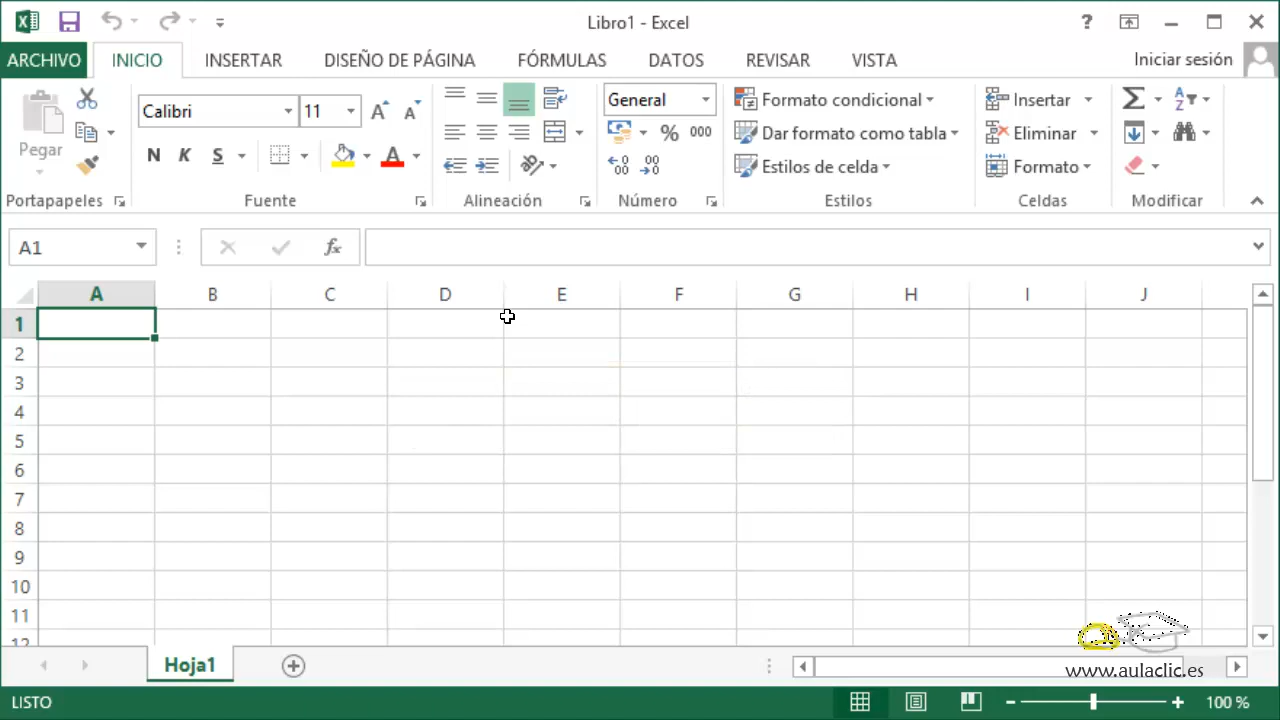 Libro1 - Excel
ARCHIVO INICIO INSERTAR DISEÑO DE PÁGINA FÓRMULAS DATOS REVISAR VISTA Iniciar sesión
Calibri 11 General Formato condicional Insertar
Pegar % 000 Dar formato como tabla Eliminar
N K S A Estilos de celda Formato
Portapapeles Fuente Alineación Número Estilos Celdas Modificar
A1 fx
A B C D E F G H I J
1
2
3
4
5
6
7
8
9
10
11
12
Hoja1
www.aulaclic.es
LISTO 100 %